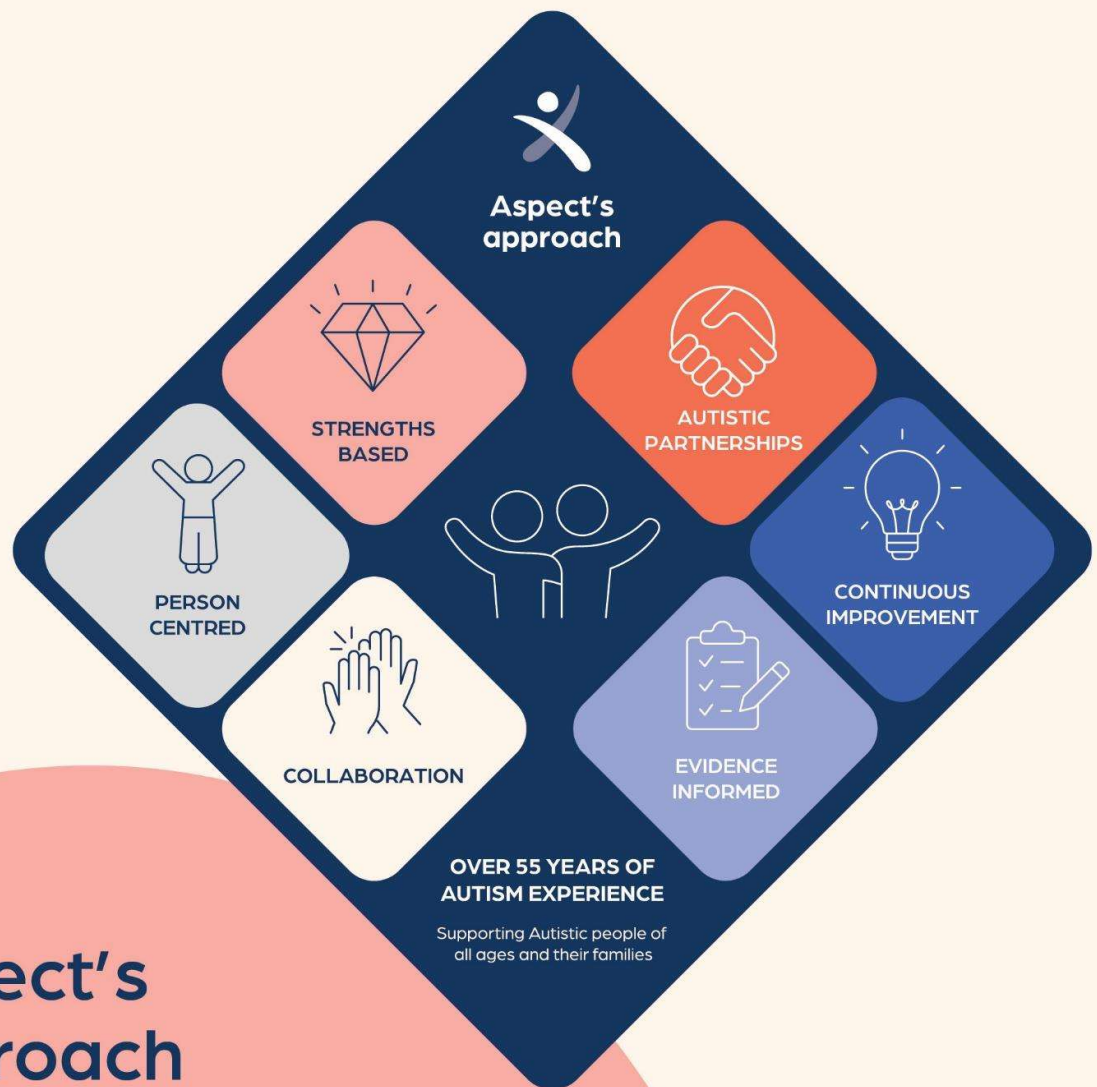 Aspect's
approach
STRENGTHS
BASED
AUTISTIC
PARTNERSHIPS
PERSON
CENTRED
CONTINUOUS
IMPROVEMENT
COLLABORATION
EVIDENCE
INFORMED
OVER 55 YEARS OF
AUTISM EXPERIENCE
Supporting Autistic people of
all ages and their families
ect's
roach